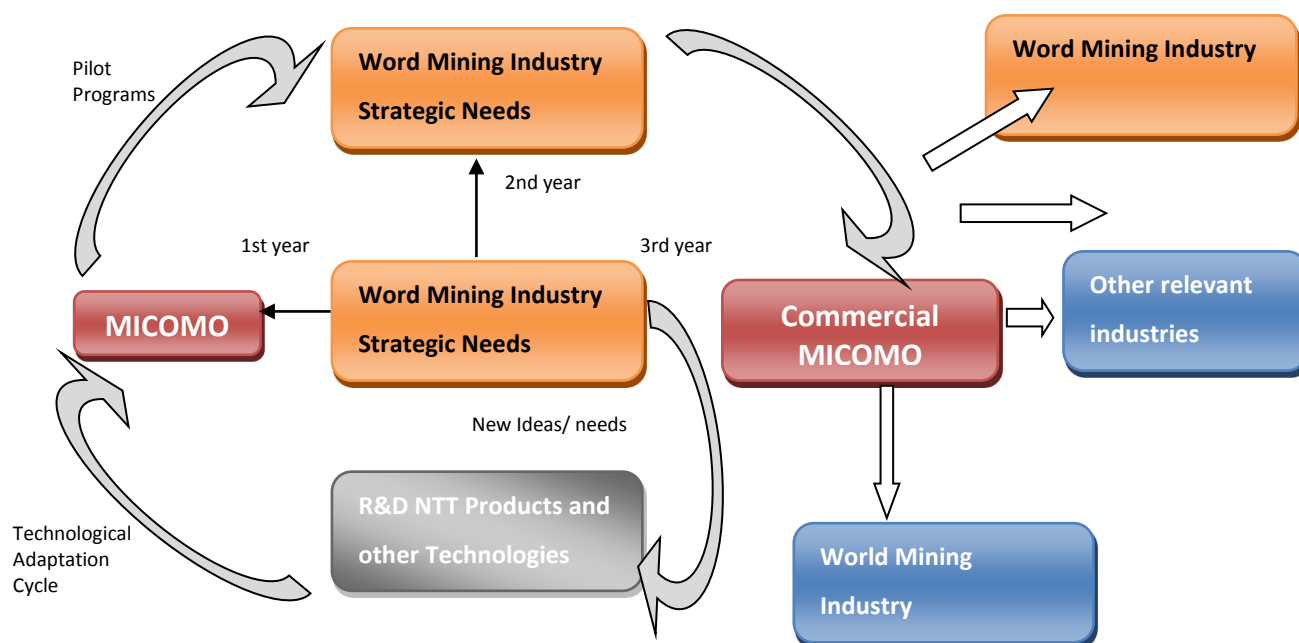 Pilot
Programs
Word Mining Industry
Strategic Needs
Word Mining Industry
2nd year
1st year
3rd year
Word Mining Industry
Strategic Needs
MICOMO
Commercial
MICOMO
Other relevant
industries
New Ideas/ needs
R&D NTT Products and
other Technologies
Technological
Adaptation
Cycle
World Mining
Industry